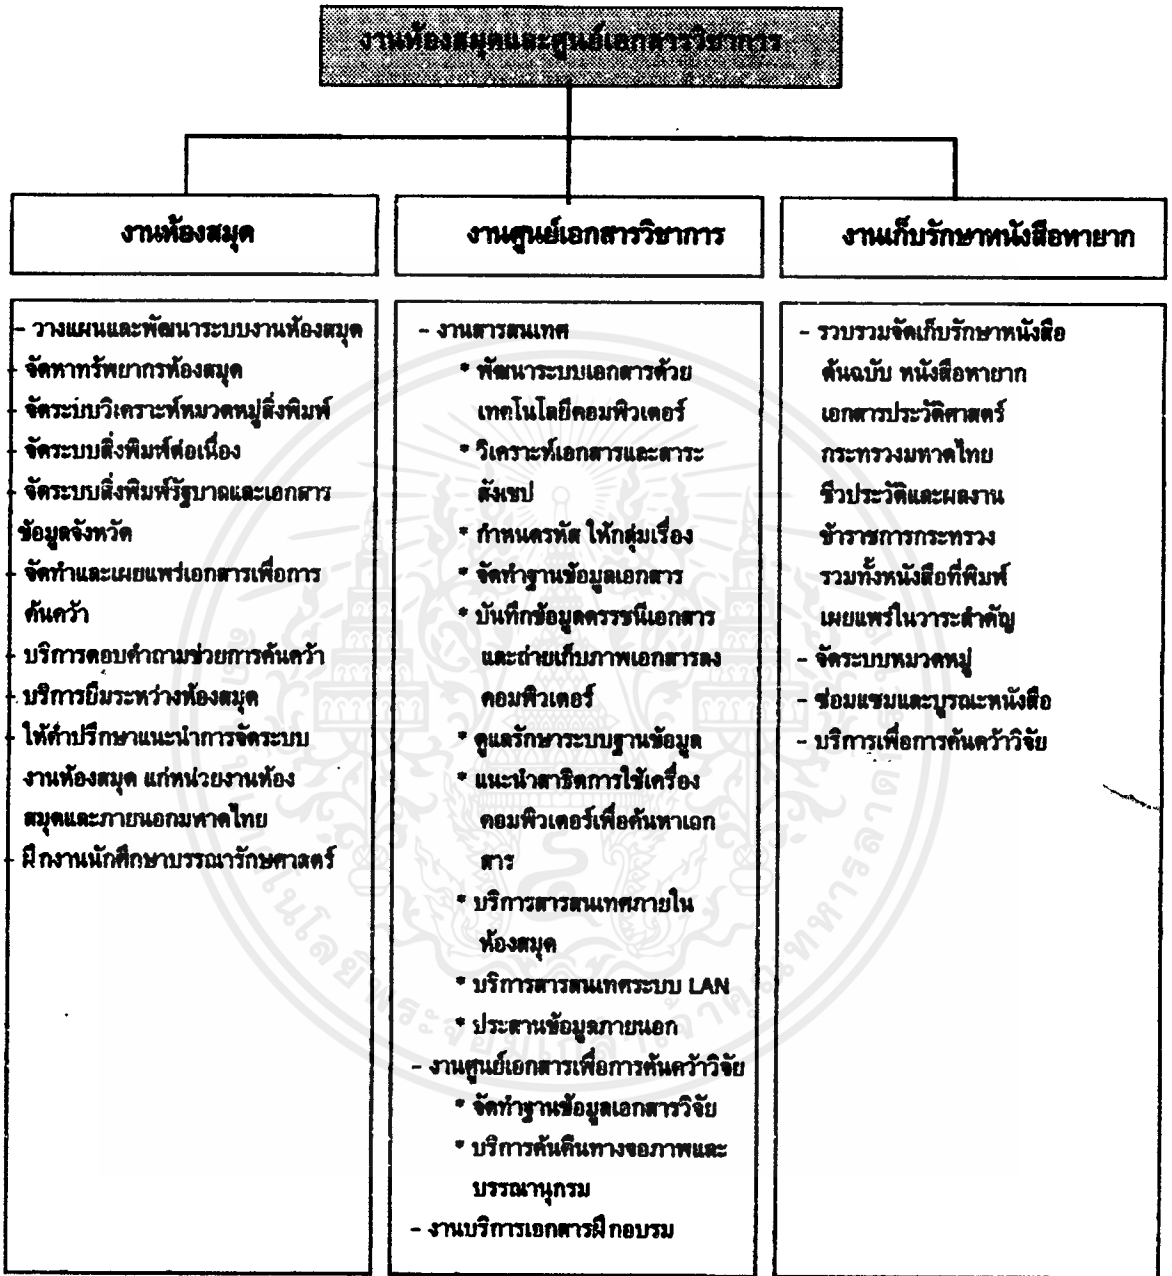 งานห้องสมุดและศูนย์เอกสารวิชาการ
งานห้องสมุด
- วางแผนและพัฒนาระบบงานห้องสมุด
- จัดหาทรัพยากรห้องสมุด
- จัดระบบวิเคราะห์หมวดหมู่สิ่งพิมพ์
- จัดระบบสิ่งพิมพ์ต่อเนื่อง
- จัดระบบสิ่งพิมพ์รัฐบาลและเอกสาร
ข้อมูลจังหวัด
- จัดทำและเผยแพร่เอกสารเพื่อการ
ค้นคว้า
- บริการตอบคำถามช่วยการค้นคว้า
- บริการยืมระหว่างห้องสมุด
- ให้คำปรึกษาแนะนำการจัดระบบ
งานห้องสมุด แก่หน่วยงานห้อง
สมุดและภายนอกมหาดไทย
- ฝึกงานนักศึกษาบรรณารักษศาสตร์
งานศูนย์เอกสารวิชาการ
- งานสารสนเทศ
* พัฒนาระบบเอกสารด้วย
เทคโนโลยีคอมพิวเตอร์
* วิเคราะห์เอกสารและสาระ
สังเขป
* กำหนดรหัส ให้กลุ่มเรื่อง
* จัดทำฐานข้อมูลเอกสาร
* บันทึกข้อมูลดรรชนีเอกสาร
และถ่ายเก็บภาพเอกสารลง
คอมพิวเตอร์
* ดูแลรักษาระบบฐานข้อมูล
* แนะนำสาธิตการใช้เครื่อง
คอมพิวเตอร์เพื่อค้นหาเอก
สาร
* บริการสารสนเทศภายใน
ห้องสมุด
* บริการสารสนเทศระบบ LAN
* ประสานข้อมูลภายนอก
- งานศูนย์เอกสารเพื่อการค้นคว้าวิจัย
* จัดทำฐานข้อมูลเอกสารวิจัย
* บริการค้นคืนทางจอภาพและ
บรรณานุกรม
- งานบริการเอกสารฝึกอบรม
งานเก็บรักษาหนังสือหายาก
- รวบรวมจัดเก็บรักษาหนังสือ
ต้นฉบับ หนังสือหายาก
เอกสารประวัติศาสตร์
กระทรวงมหาดไทย
ชีวประวัติและผลงาน
ข้าราชการกระทรวง
รวมทั้งหนังสือที่พิมพ์
เผยแพร่ในวาระสำคัญ
- จัดระบบหมวดหมู่
- ซ่อมแซมและบูรณะหนังสือ
- บริการเพื่อการค้นคว้าวิจัย